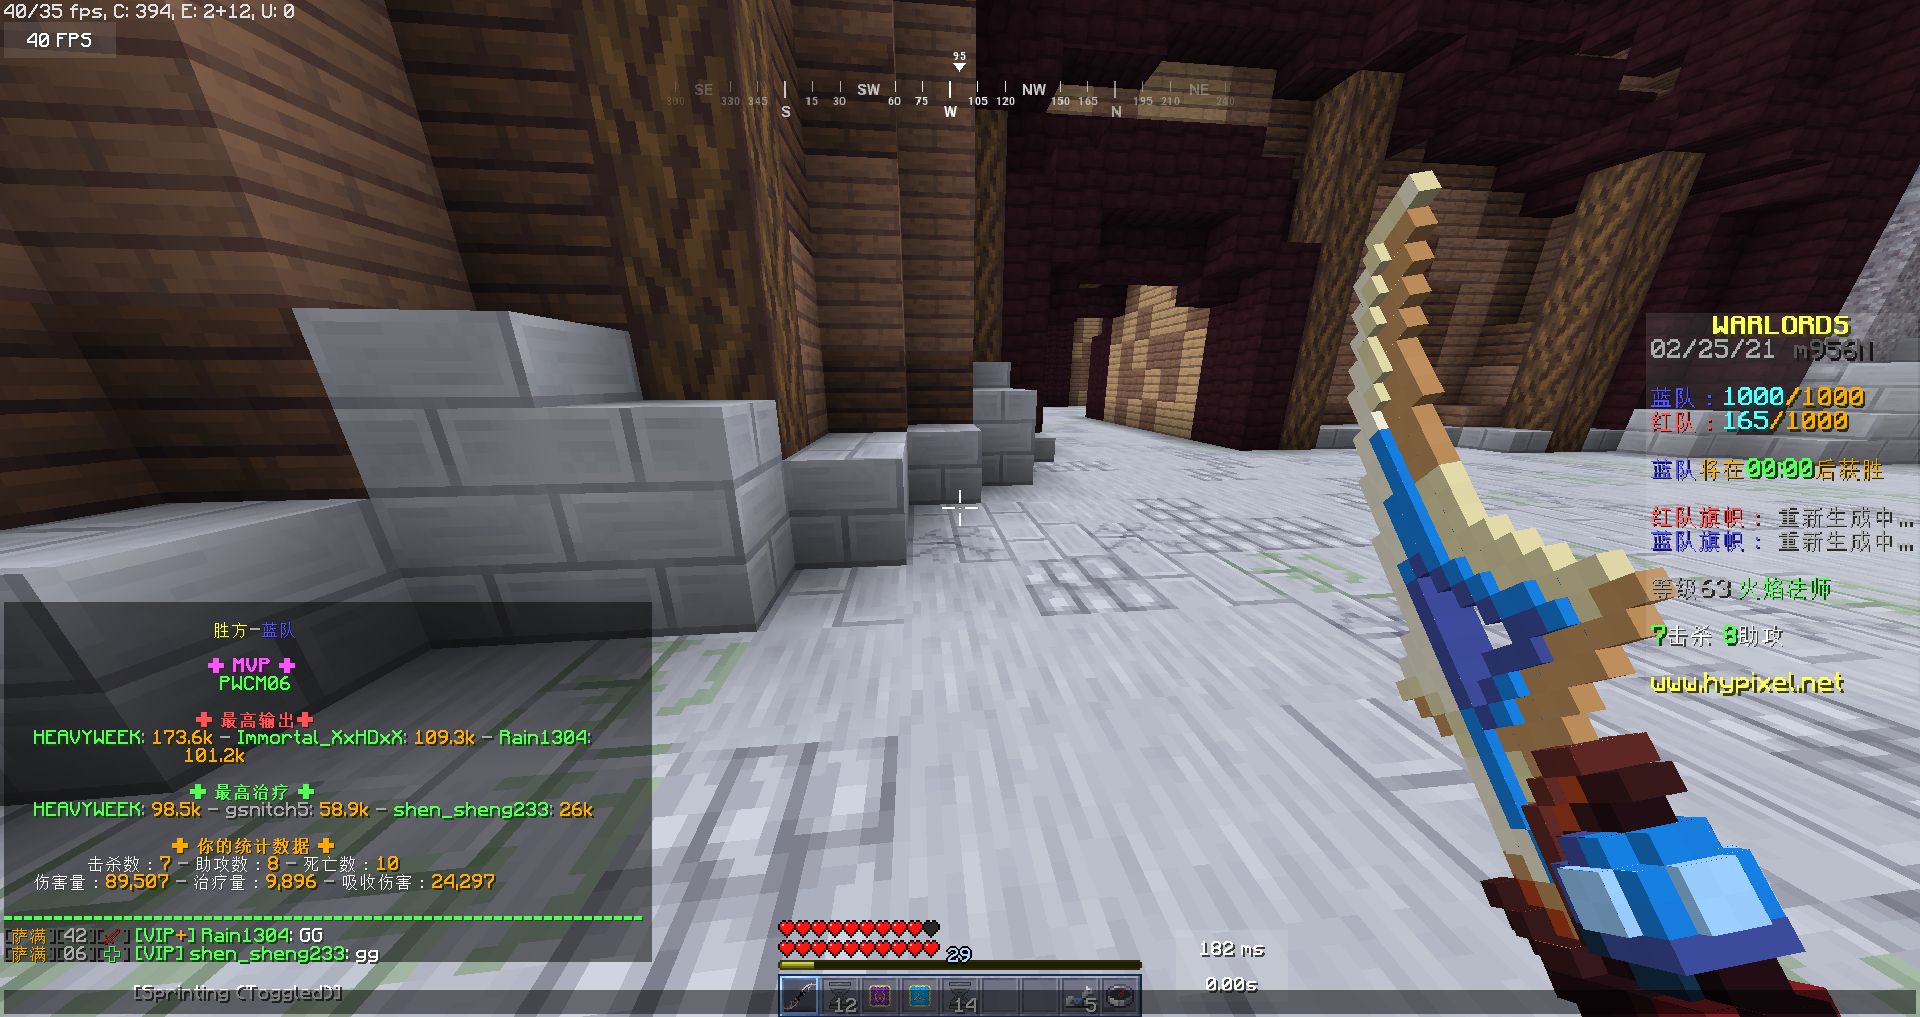 40/35 fps, C: 394, E: 2+12, U: 0
40 FPS
95
SE SW NW NE
300 330 345 15 30 60 75 105 120 150 165 195 210 240
S W N
WARLORDS
02/25/21 m956N
蓝队：1000/1000
红队：165/1000
蓝队将在00:00后获胜
红队旗帜： 重新生成中...
蓝队旗帜： 重新生成中...
等级63 火焰法师
7击杀 8助攻
www.hypixel.net
胜方-蓝队
MVP
PWCM06
最高输出
HEAVYWEEK: 173.6k - Immortal_XxHDxX: 109.3k - Rain1304:
101.2k
最高治疗
HEAVYWEEK: 98.5k - gsnitch5: 58.9k - shen_sheng233: 26k
你的统计数据
击杀数：7 - 助攻数：8 - 死亡数：10
伤害量：89,507 - 治疗量：9,896 - 吸收伤害：24,297
[萨满][42][ ] [VIP+] Rain1304: GG
[萨满][06][ ] [VIP] shen_sheng233: gg
[Sprinting (Toggled)]
29
182 ms
0.00s
12 14 5